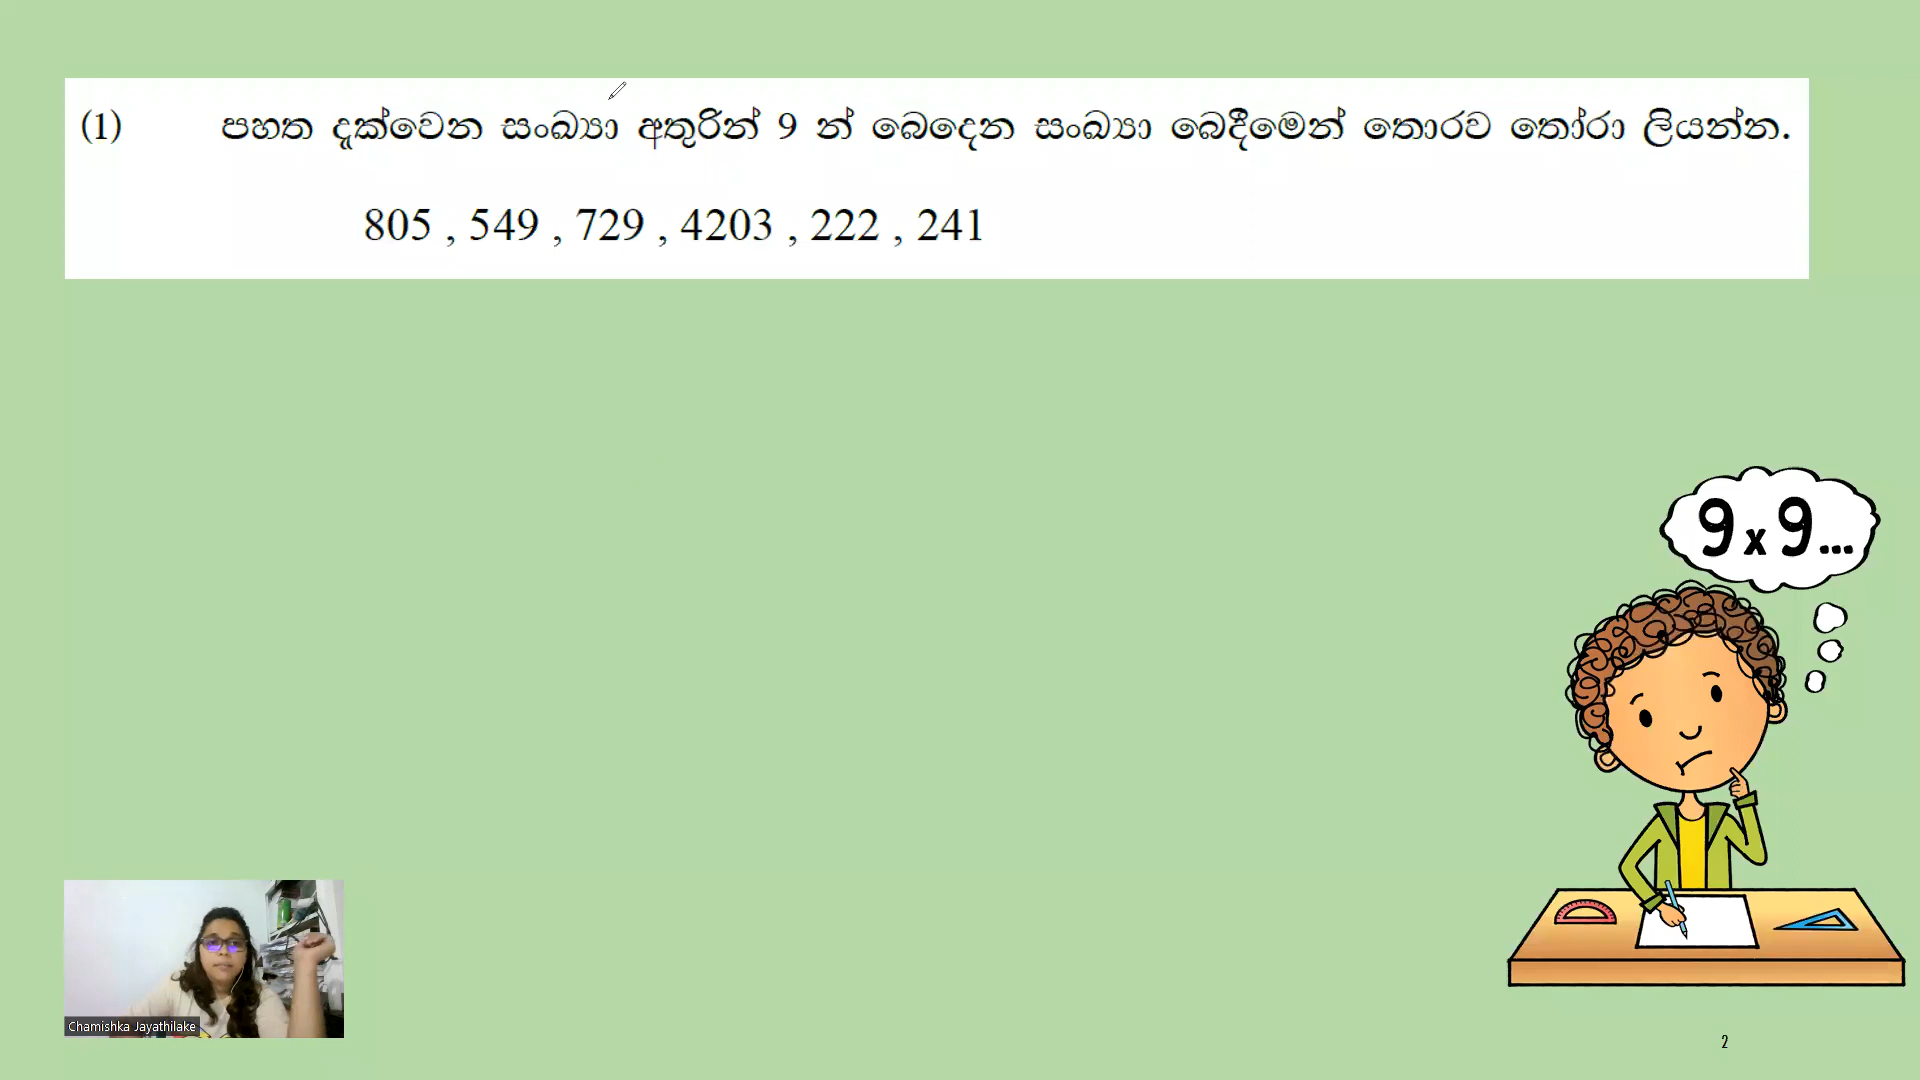 (1) පහත දැක්වෙන සංඛ්‍යා අතුරින් 9 න් බෙදෙන සංඛ්‍යා බෙදීමෙන් තොරව තෝරා ලියන්න.
805 , 549 , 729 , 4203 , 222 , 241
9 x 9...
Chamishka Jayathilake
2